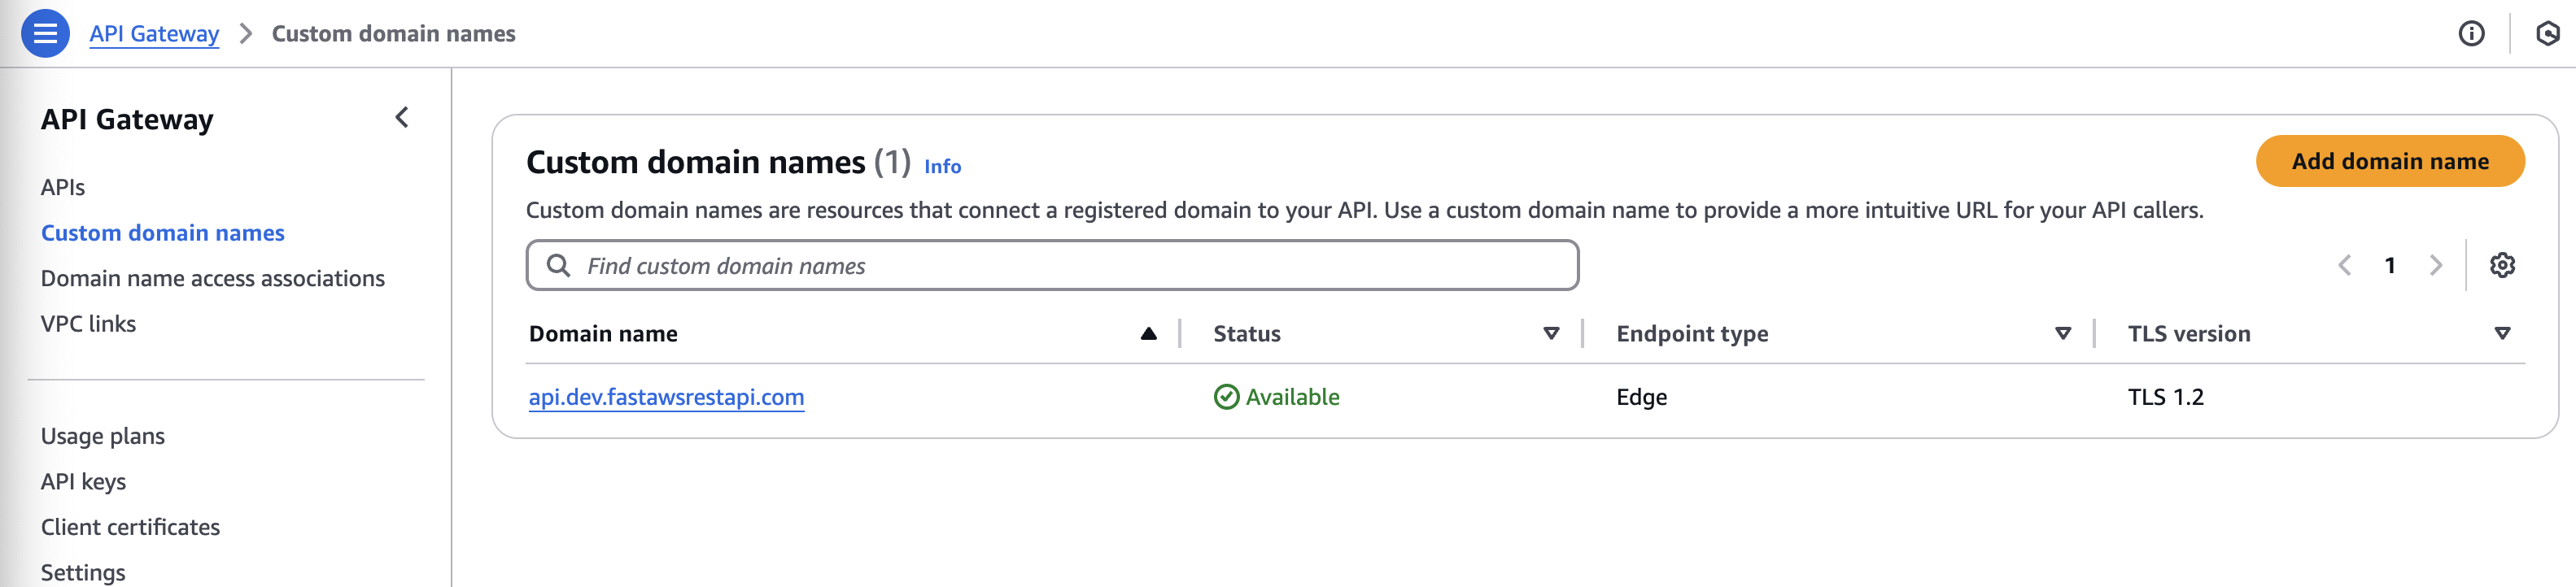 API Gateway > Custom domain names
API Gateway
APIs
Custom domain names
Domain name access associations
VPC links
Usage plans
API keys
Client certificates
Settings
Custom domain names (1) Info
Add domain name
Custom domain names are resources that connect a registered domain to your API. Use a custom domain name to provide a more intuitive URL for your API callers.
Find custom domain names
1
Domain name Status Endpoint type TLS version
api.dev.fastawsrestapi.com Available Edge TLS 1.2